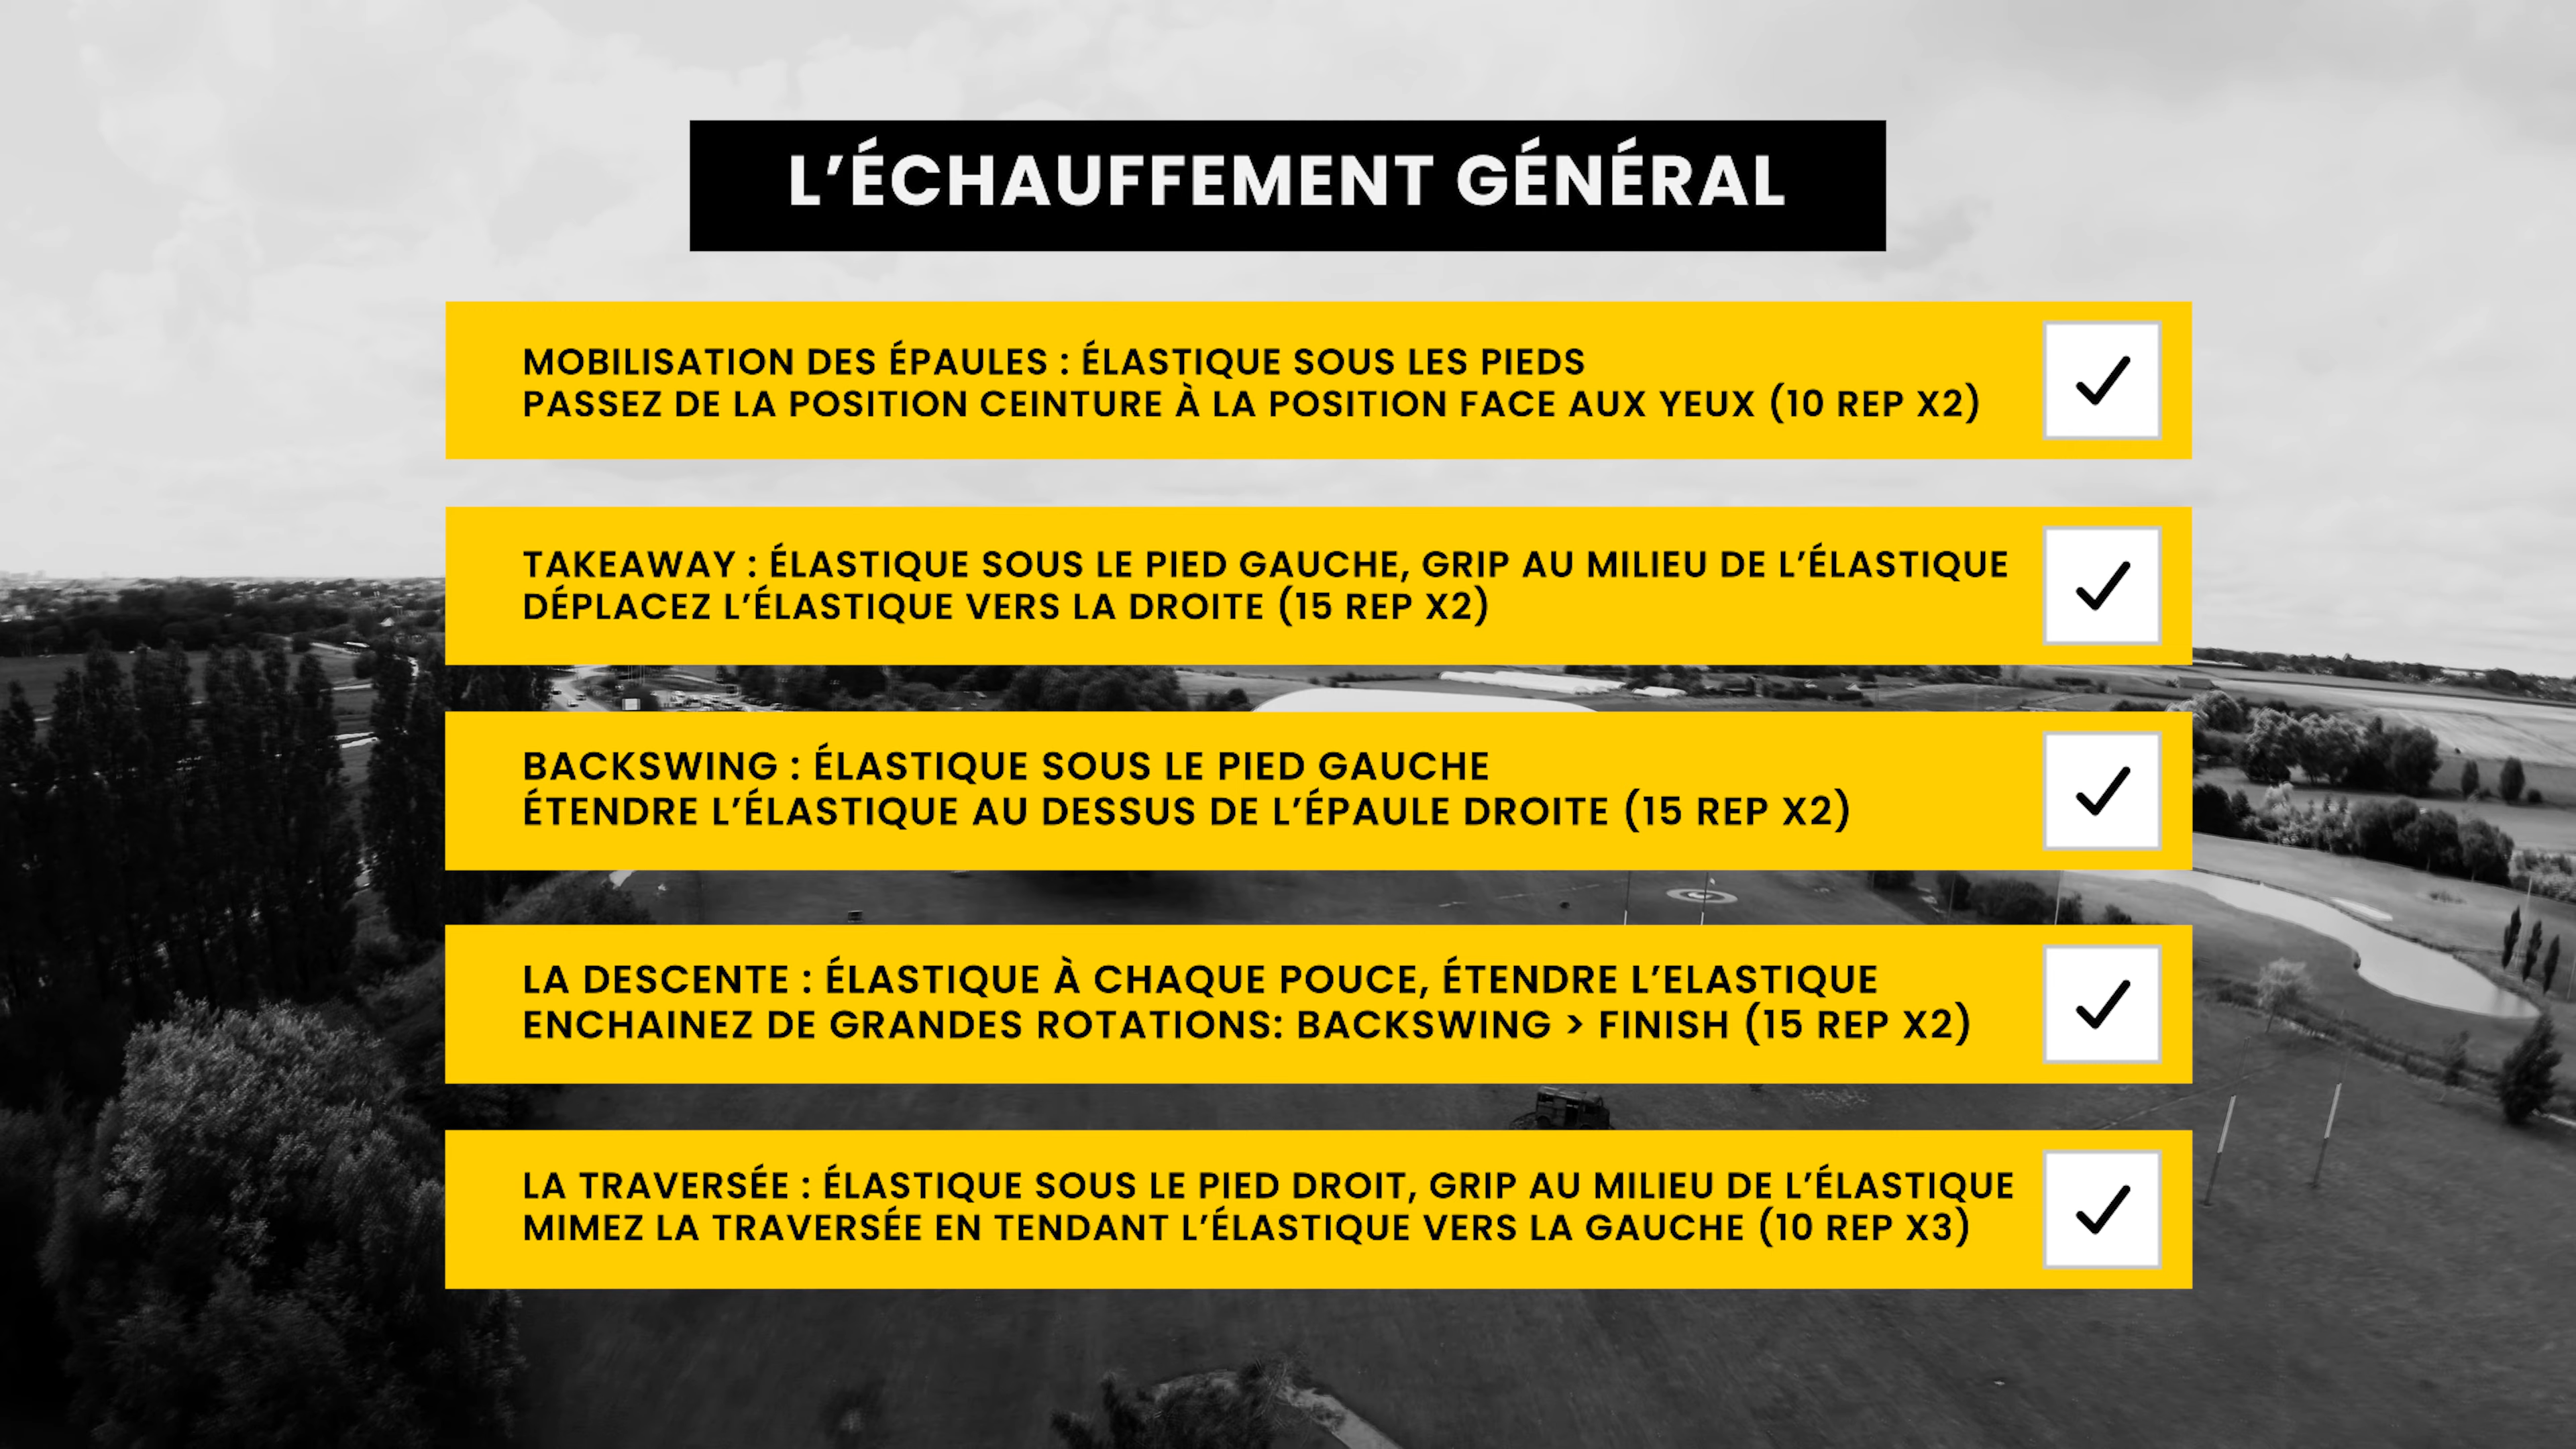 L’ÉCHAUFFEMENT GÉNÉRAL
MOBILISATION DES ÉPAULES : ÉLASTIQUE SOUS LES PIEDS
PASSEZ DE LA POSITION CEINTURE À LA POSITION FACE AUX YEUX (10 REP X2)
TAKEAWAY : ÉLASTIQUE SOUS LE PIED GAUCHE, GRIP AU MILIEU DE L’ÉLASTIQUE
DÉPLACEZ L’ÉLASTIQUE VERS LA DROITE (15 REP X2)
BACKSWING : ÉLASTIQUE SOUS LE PIED GAUCHE
ÉTENDRE L’ÉLASTIQUE AU DESSUS DE L’ÉPAULE DROITE (15 REP X2)
LA DESCENTE : ÉLASTIQUE À CHAQUE POUCE, ÉTENDRE L’ELASTIQUE
ENCHAINEZ DE GRANDES ROTATIONS: BACKSWING > FINISH (15 REP X2)
LA TRAVERSÉE : ÉLASTIQUE SOUS LE PIED DROIT, GRIP AU MILIEU DE L’ÉLASTIQUE
MIMEZ LA TRAVERSÉE EN TENDANT L’ÉLASTIQUE VERS LA GAUCHE (10 REP X3)